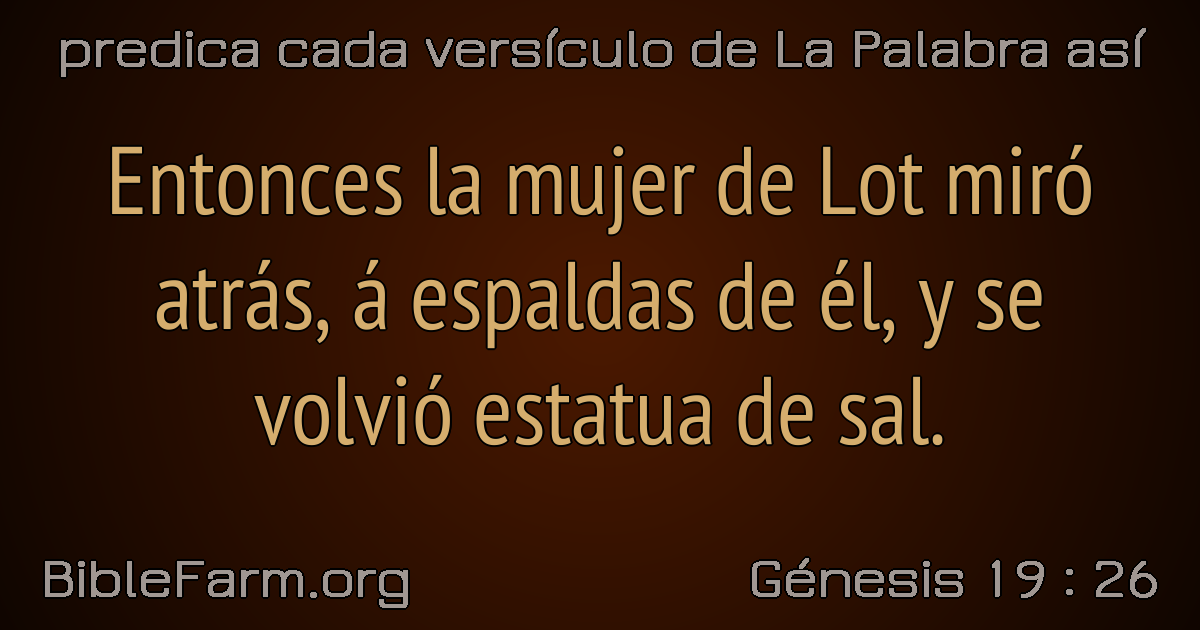 predica cada versículo de La Palabra así
Entonces la mujer de Lot miró
atrás, á espaldas de él, y se
volvió estatua de sal.
BibleFarm.org
Génesis 19 : 26